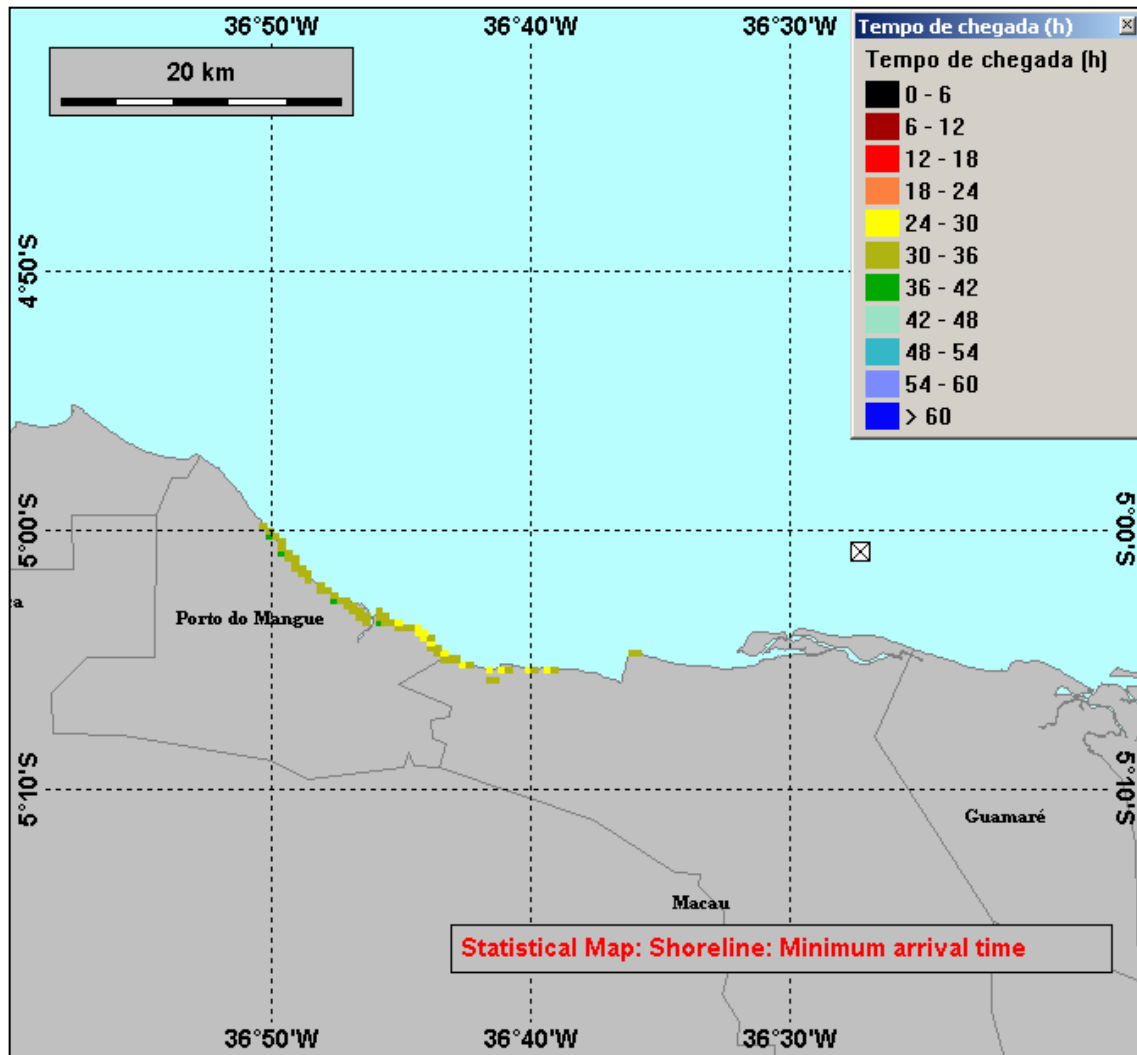 36°50'W
36°40'W
36°30'W
Tempo de chegada (h)
20 km
Tempo de chegada (h)
0 - 6
6 - 12
12 - 18
18 - 24
24 - 30
30 - 36
36 - 42
42 - 48
48 - 54
54 - 60
> 60
4°50'S
5°00'S
5°00'S
a
Porto do Mangue
5°10'S
5°10'S
Guamaré
Macau
Statistical Map: Shoreline: Minimum arrival time
36°50'W
36°40'W
36°30'W